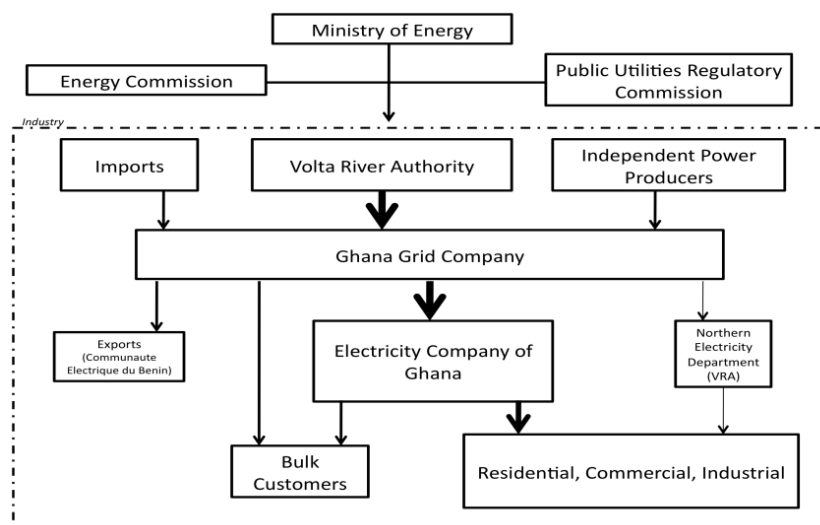 Ministry of Energy
Energy Commission
Public Utilities Regulatory
Commission
Industry
Imports
Volta River Authority
Independent Power
Producers
Ghana Grid Company
Exports
(Communaute
Electrique du Benin)
Electricity Company of
Ghana
Northern
Electricity
Department
(VRA)
Bulk
Customers
Residential, Commercial, Industrial